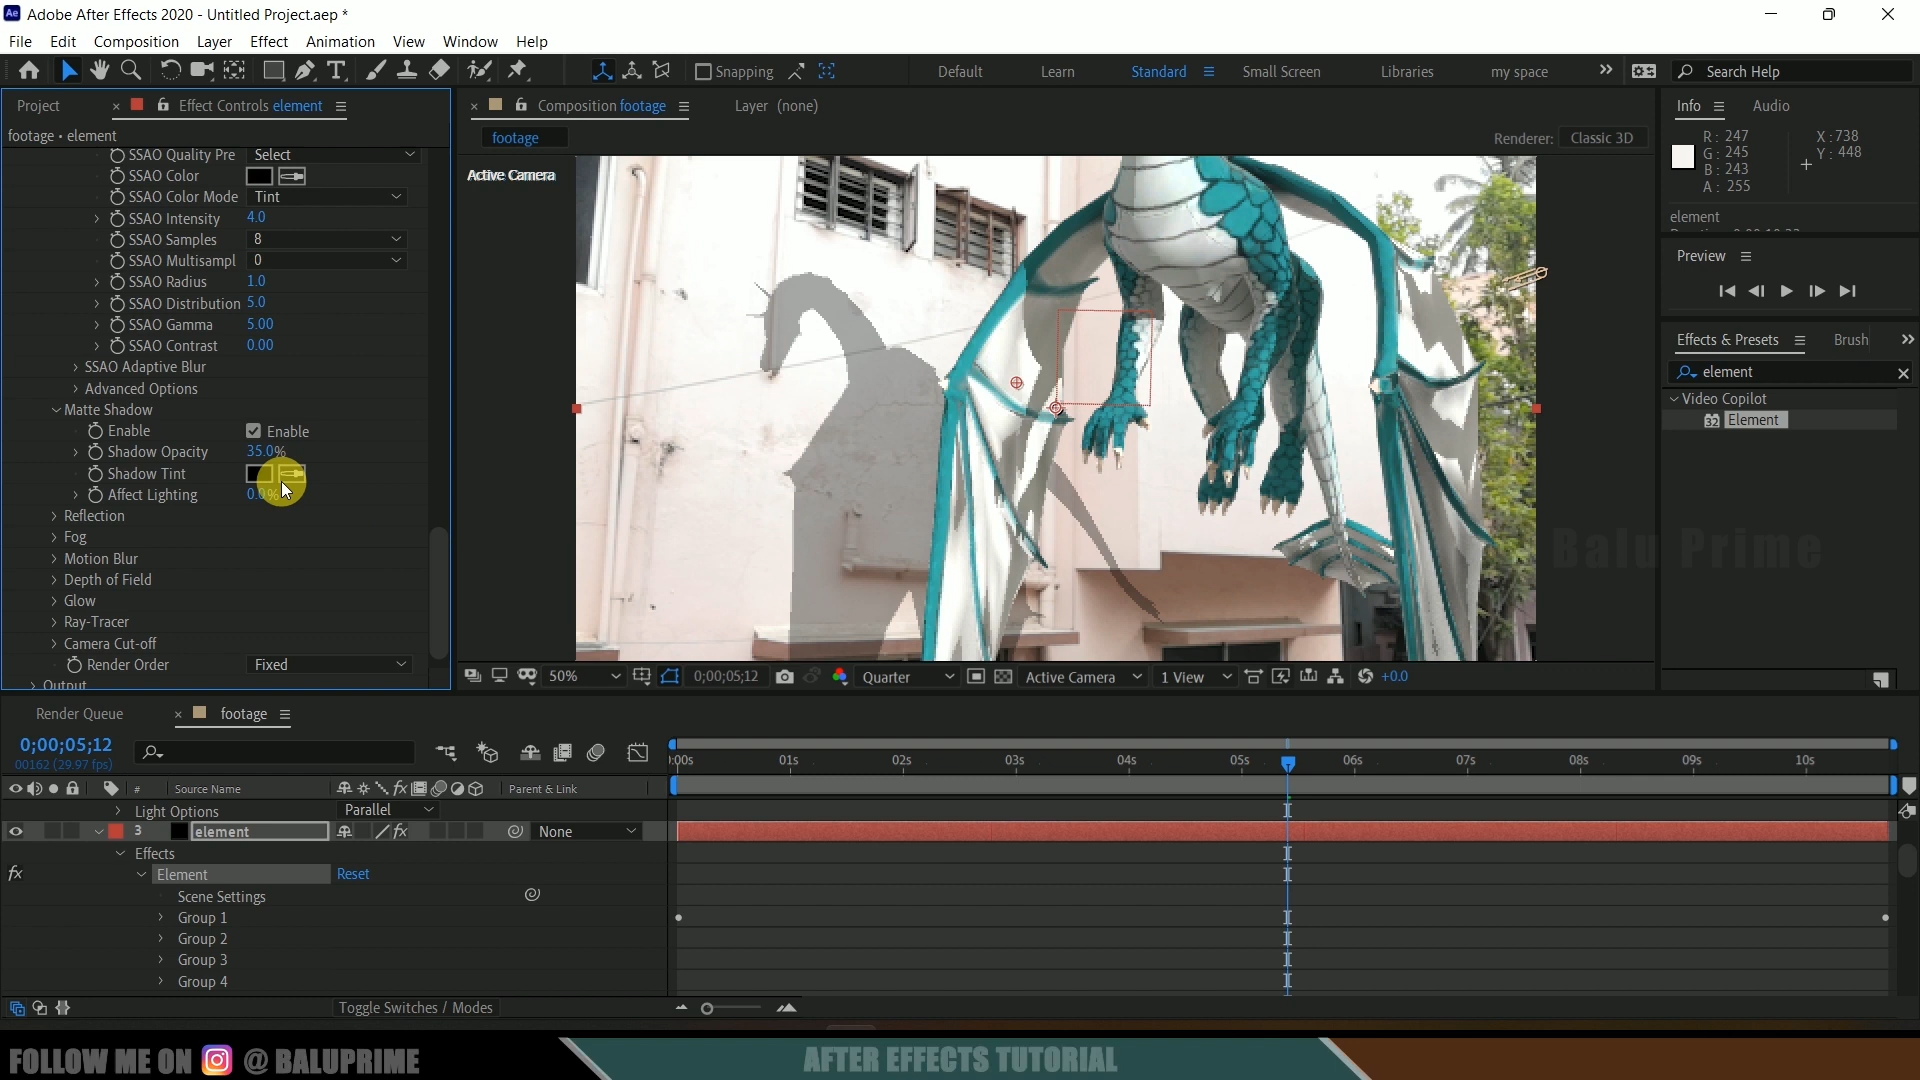 Adobe After Effects 2020 - Untitled Project.aep *
File Edit Composition Layer Effect Animation View Window Help
Snapping Default Learn Standard Small Screen Libraries my space Search Help
Project Effect Controls element Composition footage Layer (none) Info Audio
footage • element
footage
Renderer: Classic 3D
R: 247
G: 245
B: 243
A: 255
X: 738
Y: 448
element
Active Camera
SSAO Quality Pre Select
SSAO Color
SSAO Color Mode Tint
SSAO Intensity 4.0
SSAO Samples 8
SSAO Multisampl 0
SSAO Radius 1.0
SSAO Distribution 5.0
SSAO Gamma 5.00
SSAO Contrast 0.00
SSAO Adaptive Blur
Advanced Options
Matte Shadow
Enable Enable
Shadow Opacity 35.0%
Shadow Tint
Affect Lighting 0.0%
Reflection
Fog
Motion Blur
Depth of Field
Glow
Ray-Tracer
Camera Cut-off
Render Order Fixed
Output
Preview
Effects & Presets Brush
element
Video Copilot
32 Element
Balu Prime
50% 0;00;05;12 Quarter Active Camera 1 View +0.0
Render Queue footage
0;00;05;12
00162 (29.97 fps)
:00s 01s 02s 03s 04s 05s 06s 07s 08s 09s 10s
# Source Name fx Parent & Link
Light Options Parallel
3 element fx None
Effects
fx Element Reset
Scene Settings
Group 1
Group 2
Group 3
Group 4
Toggle Switches / Modes
FOLLOW ME ON @ BALUPRIME AFTER EFFECTS TUTORIAL